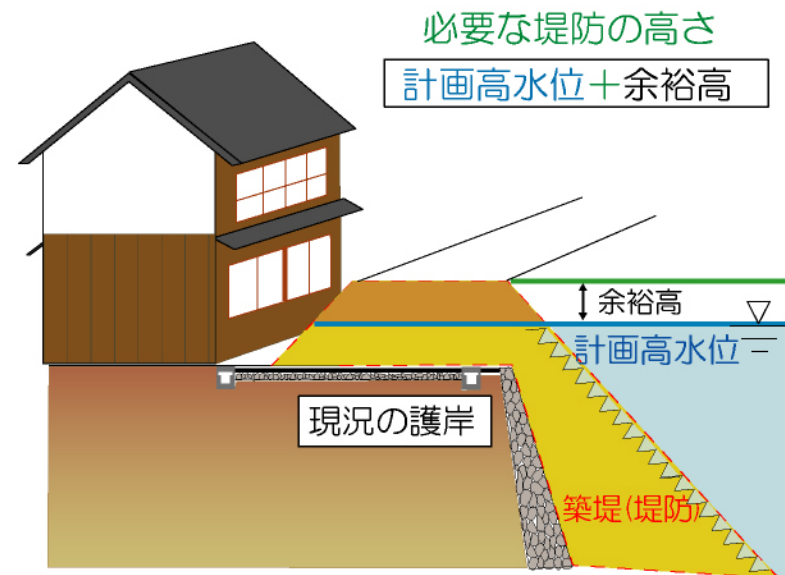 必要な堤防の高さ
計画高水位+余裕高
余裕高
計画高水位
現況の護岸
築堤(堤防)